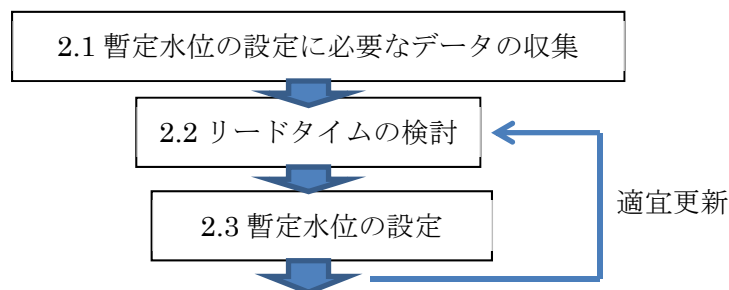 2.1 暫定水位の設定に必要なデータの収集
2.2 リードタイムの検討
適宜更新
2.3 暫定水位の設定